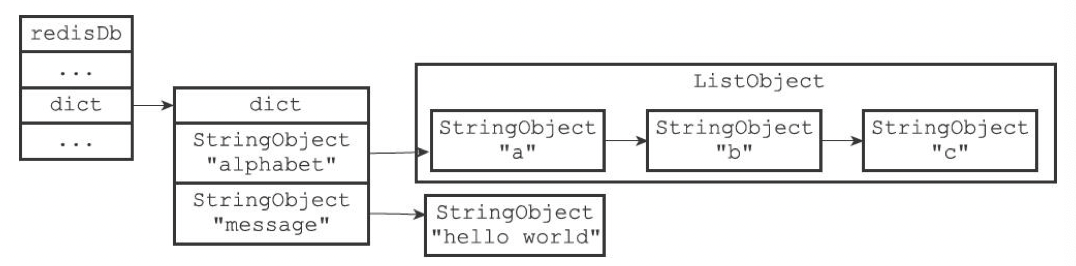 redisDb
...
dict
...
dict
StringObject
"alphabet"
StringObject
"message"
ListObject
StringObject
"a"
StringObject
"b"
StringObject
"c"
StringObject
"hello world"